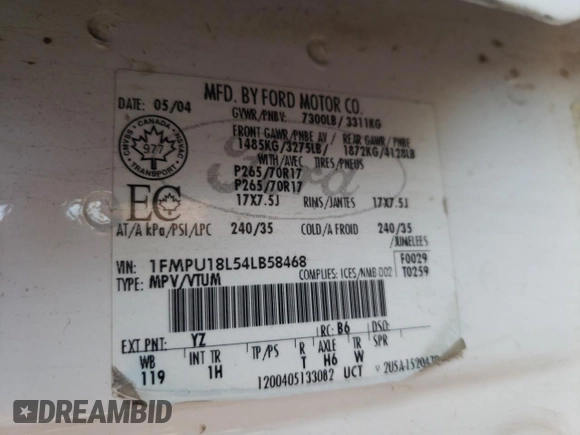 MFD. BY FORD MOTOR CO.
DATE: 05/04
GVWR/PNBV: 7300LB/ 3311KG
FRONT GAWR/PNBE AV / REAR GAWR/ PNBE
1485KG/3275LB/ 1872KG/4128LB
WITH/AVEC TIRES/PNEUS
P265/70R17
P265/70R17
17X7.5J RIMS/JANTES 17X7.5J
CANADA
977
TRANSPORT
Ford
EC
AT/A kPa/PSI/LPC 240/35 COLD/A FROID 240/35
/JUMELEES
VIN: 1FMPU18L54LB58468 F0029
TYPE: MPV/VTUM COMPLIES: ICES/NMB 002 T0259
EXT PNT: YZ RC: B6 DSO:
WB INT TR TP/PS R AXLE TR SPR
119 1H T H6 W
1200405133082 UCT
DREAMBID